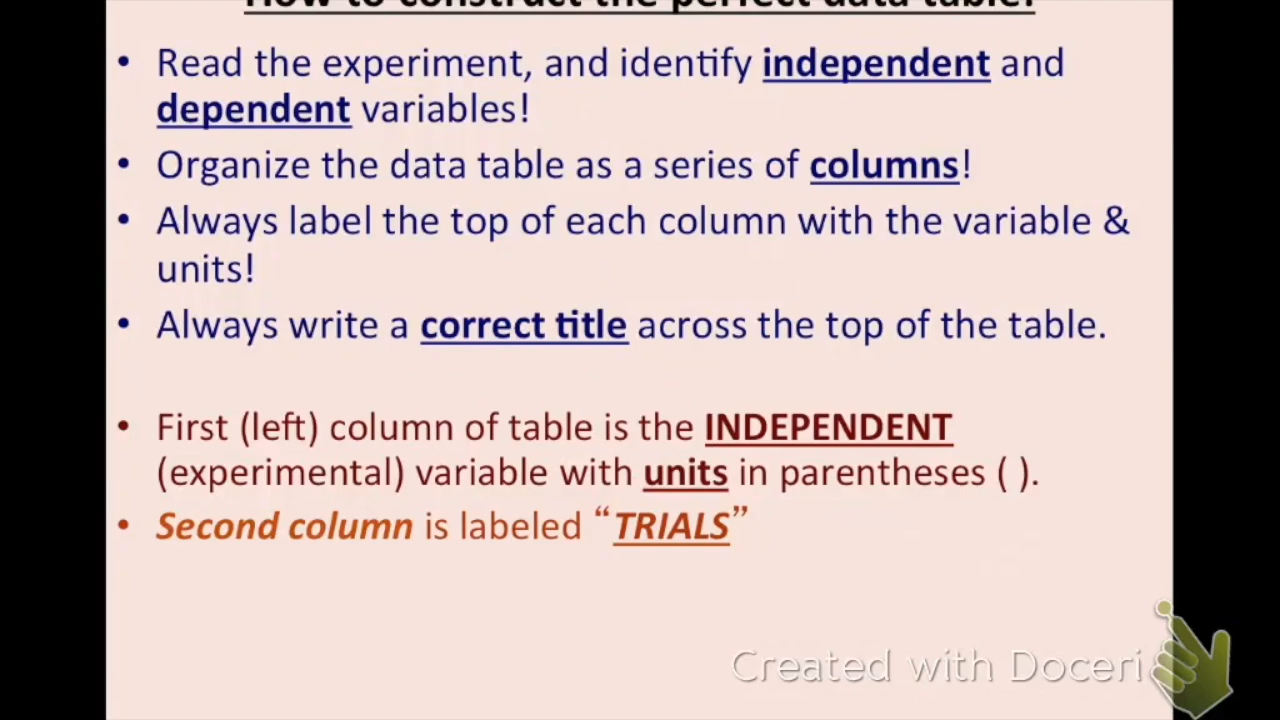 How to construct the perfect data table!
• Read the experiment, and identify independent and
dependent variables!
• Organize the data table as a series of columns!
• Always label the top of each column with the variable &
units!
• Always write a correct title across the top of the table.
• First (left) column of table is the INDEPENDENT
(experimental) variable with units in parentheses ( ).
• Second column is labeled “TRIALS”
Created with Doceri